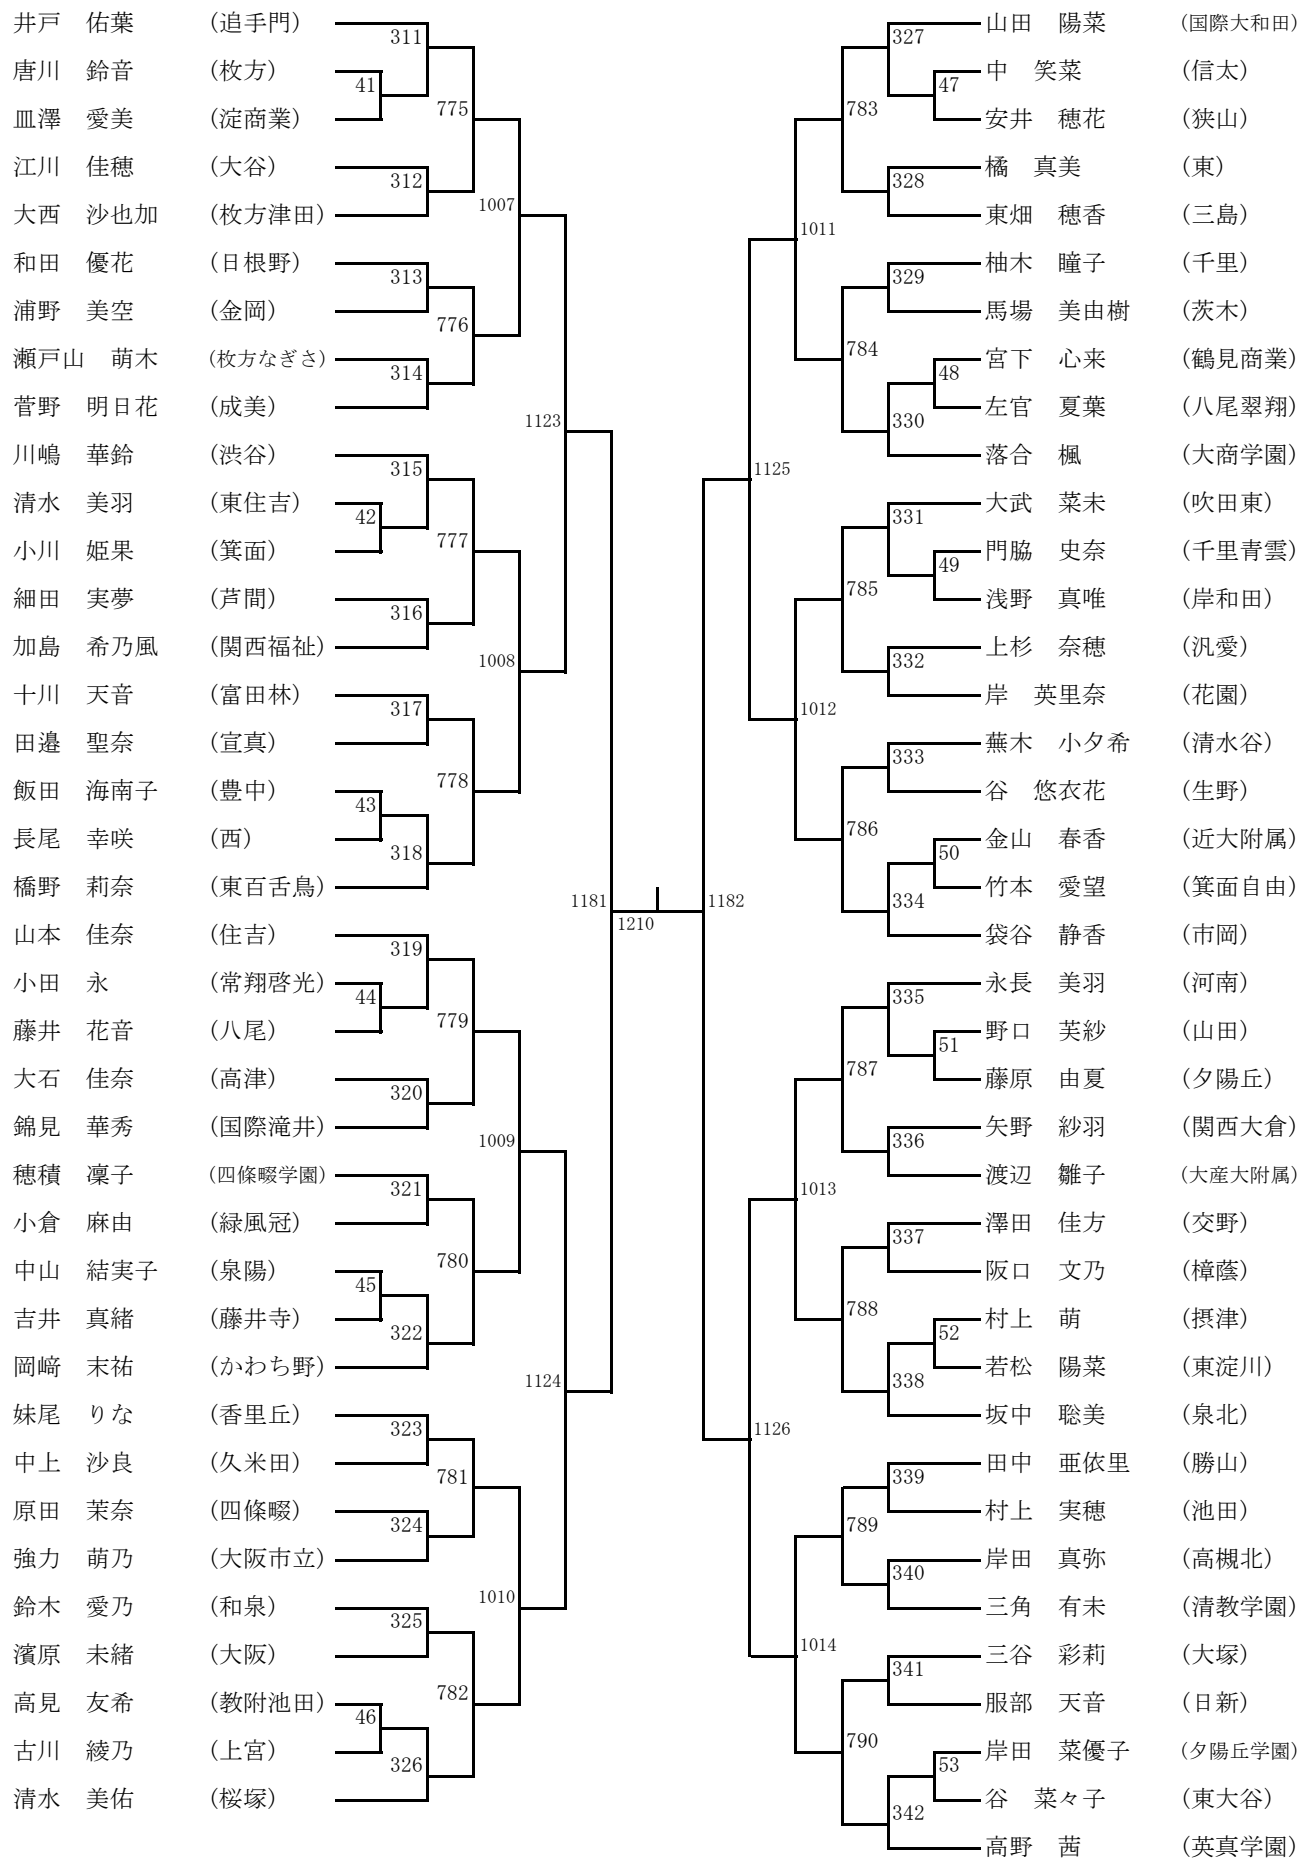 井戸　佑葉　（追手門）
311
唐川　鈴音　（枚方）
41
皿澤　愛美　（淀商業）
775
江川　佳穂　（大谷）
312
大西　沙也加　（枚方津田）
1007
和田　優花　（日根野）
313
浦野　美空　（金岡）
776
瀬戸山　萌木　（枚方なぎさ）
314
菅野　明日花　（成美）
1123
川嶋　華鈴　（渋谷）
315
清水　美羽　（東住吉）
42
小川　姫果　（箕面）
777
細田　実夢　（芦間）
316
加島　希乃風　（関西福祉）
1008
十川　天音　（富田林）
317
田邉　聖奈　（宣真）
778
飯田　海南子　（豊中）
43
長尾　幸咲　（西）
318
橋野　莉奈　（東百舌鳥）
1181
1210
山本　佳奈　（住吉）
319
小田　永　（常翔啓光）
44
藤井　花音　（八尾）
779
大石　佳奈　（高津）
320
錦見　華秀　（国際滝井）
1009
穂積　凜子　（四條畷学園）
321
小倉　麻由　（緑風冠）
780
中山　結実子　（泉陽）
45
吉井　真緒　（藤井寺）
322
岡﨑　末祐　（かわち野）
1124
妹尾　りな　（香里丘）
323
中上　沙良　（久米田）
781
原田　茉奈　（四條畷）
324
強力　萌乃　（大阪市立）
1010
鈴木　愛乃　（和泉）
325
濱原　未緒　（大阪）
782
高見　友希　（教附池田）
46
古川　綾乃　（上宮）
326
清水　美佑　（桜塚）
山田　陽菜　（国際大和田）
327
中　笑菜　（信太）
47
安井　穂花　（狭山）
783
橘　真美　（東）
328
東畑　穂香　（三島）
1011
柚木　瞳子　（千里）
329
馬場　美由樹　（茨木）
784
宮下　心来　（鶴見商業）
48
左官　夏葉　（八尾翠翔）
330
落合　楓　（大商学園）
1125
大武　菜未　（吹田東）
331
門脇　史奈　（千里青雲）
49
浅野　真唯　（岸和田）
785
上杉　奈穂　（汎愛）
332
岸　英里奈　（花園）
1012
蕪木　小夕希　（清水谷）
333
谷　悠衣花　（生野）
786
金山　春香　（近大附属）
50
竹本　愛望　（箕面自由）
334
袋谷　静香　（市岡）
1182
永長　美羽　（河南）
335
野口　芙紗　（山田）
51
藤原　由夏　（夕陽丘）
787
矢野　紗羽　（関西大倉）
336
渡辺　雛子　（大産大附属）
1013
澤田　佳方　（交野）
337
阪口　文乃　（樟蔭）
788
村上　萌　（摂津）
52
若松　陽菜　（東淀川）
338
坂中　聡美　（泉北）
1126
田中　亜依里　（勝山）
339
村上　実穂　（池田）
789
岸田　真弥　（高槻北）
340
三角　有未　（清教学園）
1014
三谷　彩莉　（大塚）
341
服部　天音　（日新）
790
岸田　菜優子　（夕陽丘学園）
53
谷　菜々子　（東大谷）
342
高野　茜　（英真学園）